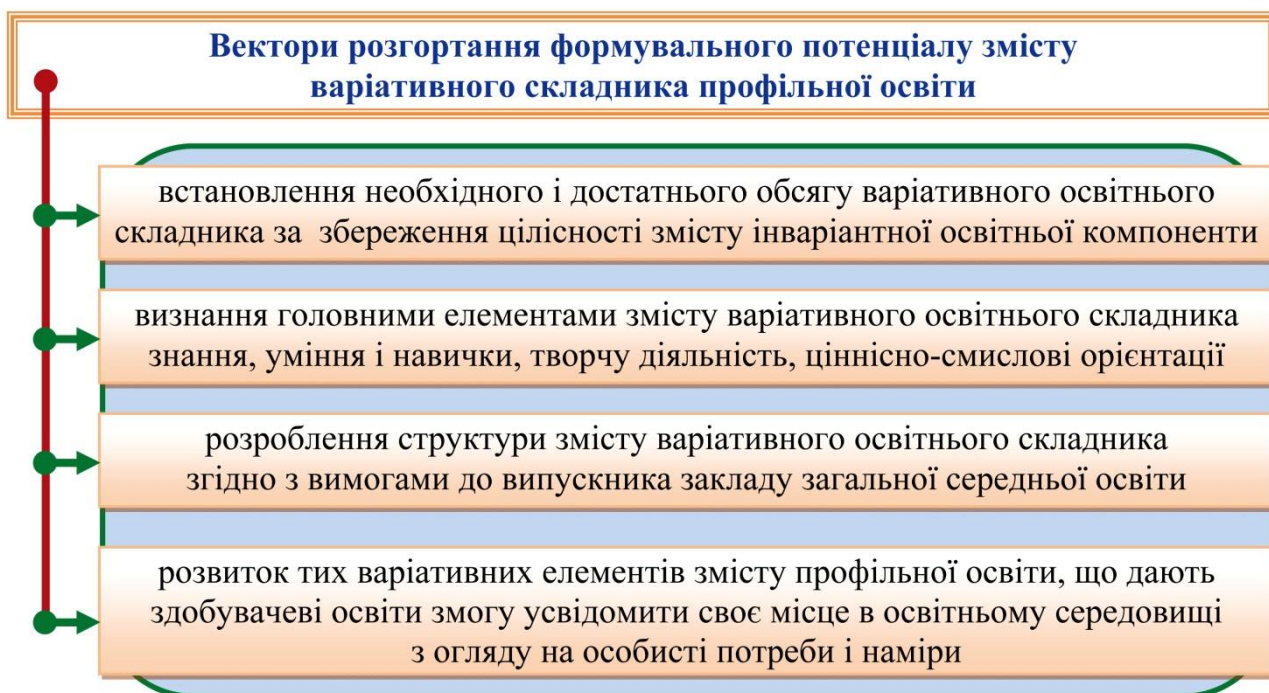 Вектори розгортання формувального потенціалу змісту
варіативного складника профільної освіти
встановлення необхідного і достатнього обсягу варіативного освітнього
складника за збереження цілісності змісту інваріантної освітньої компоненти
визнання головними елементами змісту варіативного освітнього складника
знання, уміння і навички, творчу діяльність, ціннісно-смислові орієнтації
розроблення структури змісту варіативного освітнього складника
згідно з вимогами до випускника закладу загальної середньої освіти
розвиток тих варіативних елементів змісту профільної освіти, що дають
здобувачеві освіти змогу усвідомити своє місце в освітньому середовищі
з огляду на особисті потреби і наміри